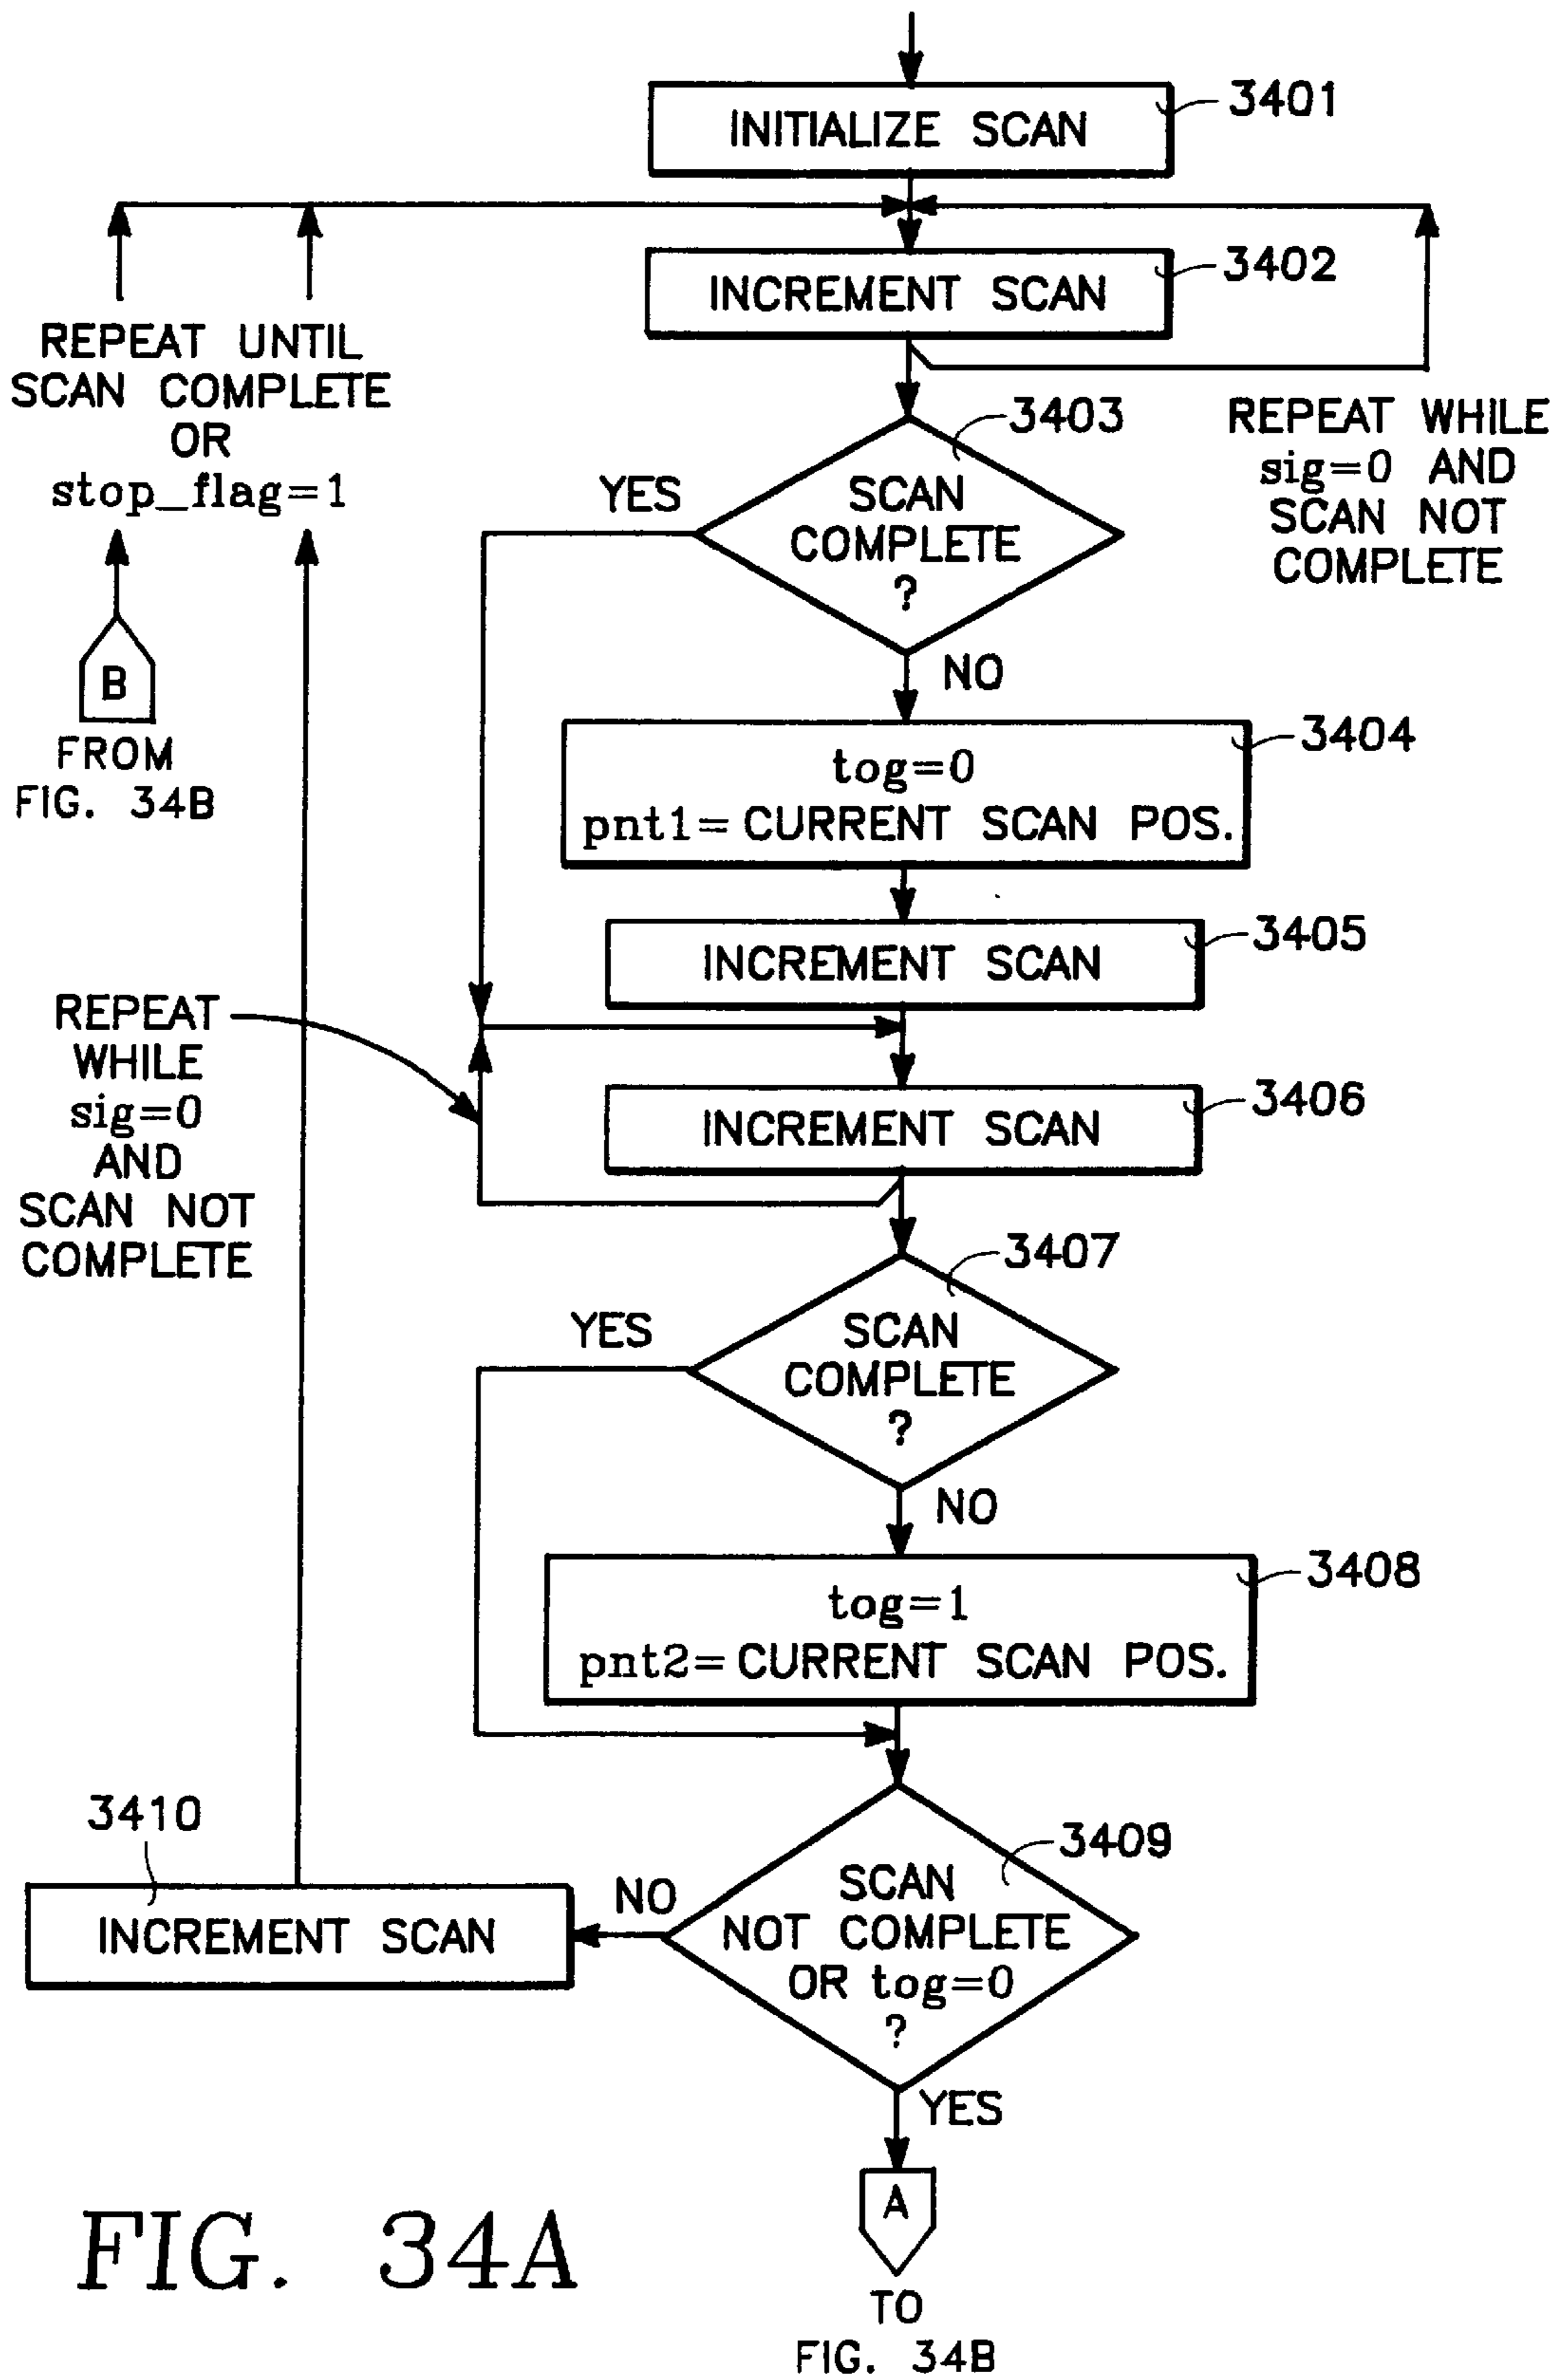 INITIALIZE SCAN
3401
INCREMENT SCAN
3402
REPEAT UNTIL
SCAN COMPLETE
OR
stop_flag=1
REPEAT WHILE
sig=0 AND
SCAN NOT
COMPLETE
3403
YES
SCAN
COMPLETE
?
NO
B
FROM
FIG. 34B
3404
tog=0
pnt1= CURRENT SCAN POS.
3405
INCREMENT SCAN
REPEAT
WHILE
sig=0
AND
SCAN NOT
COMPLETE
3406
INCREMENT SCAN
3407
YES
SCAN
COMPLETE
?
NO
3408
tog=1
pnt2= CURRENT SCAN POS.
3410
INCREMENT SCAN
NO
3409
SCAN
NOT COMPLETE
OR tog=0
?
YES
A
TO
FIG. 34B
FIG. 34A